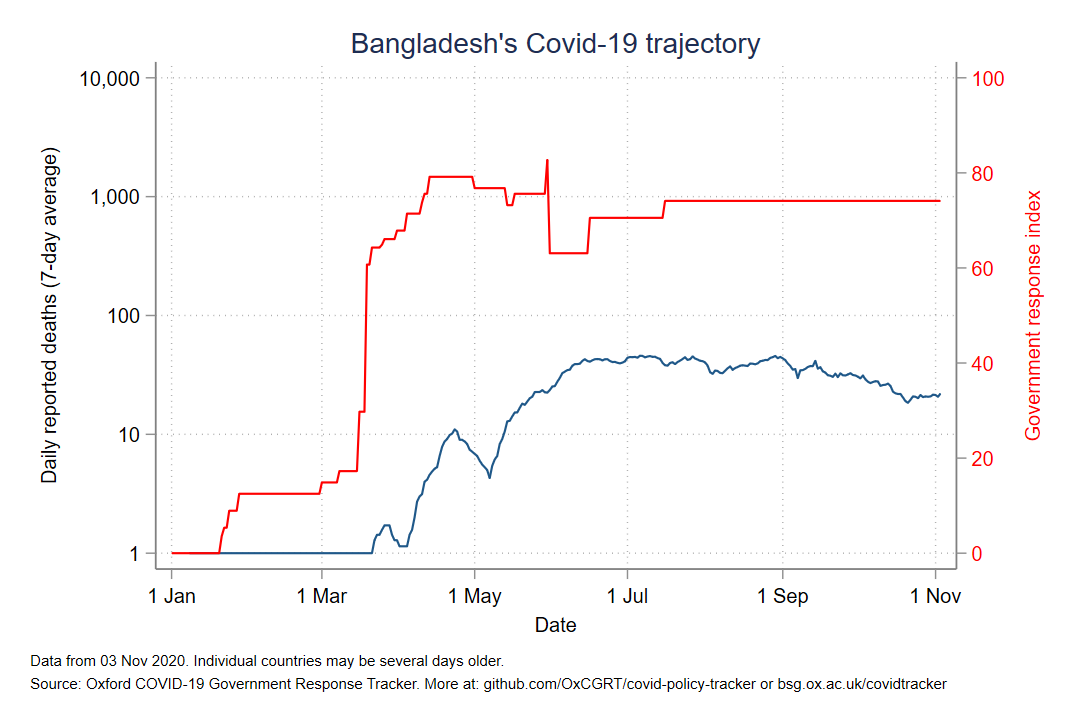 Bangladesh's Covid-19 trajectory
Daily reported deaths (7-day average)
10,000
1,000
100
10
1
100
80
60
40
20
0
Government response index
1 Jan 1 Mar 1 May 1 Jul 1 Sep 1 Nov
Date
Data from 03 Nov 2020. Individual countries may be several days older.
Source: Oxford COVID-19 Government Response Tracker. More at: github.com/OxCGRT/covid-policy-tracker or bsg.ox.ac.uk/covidtracker